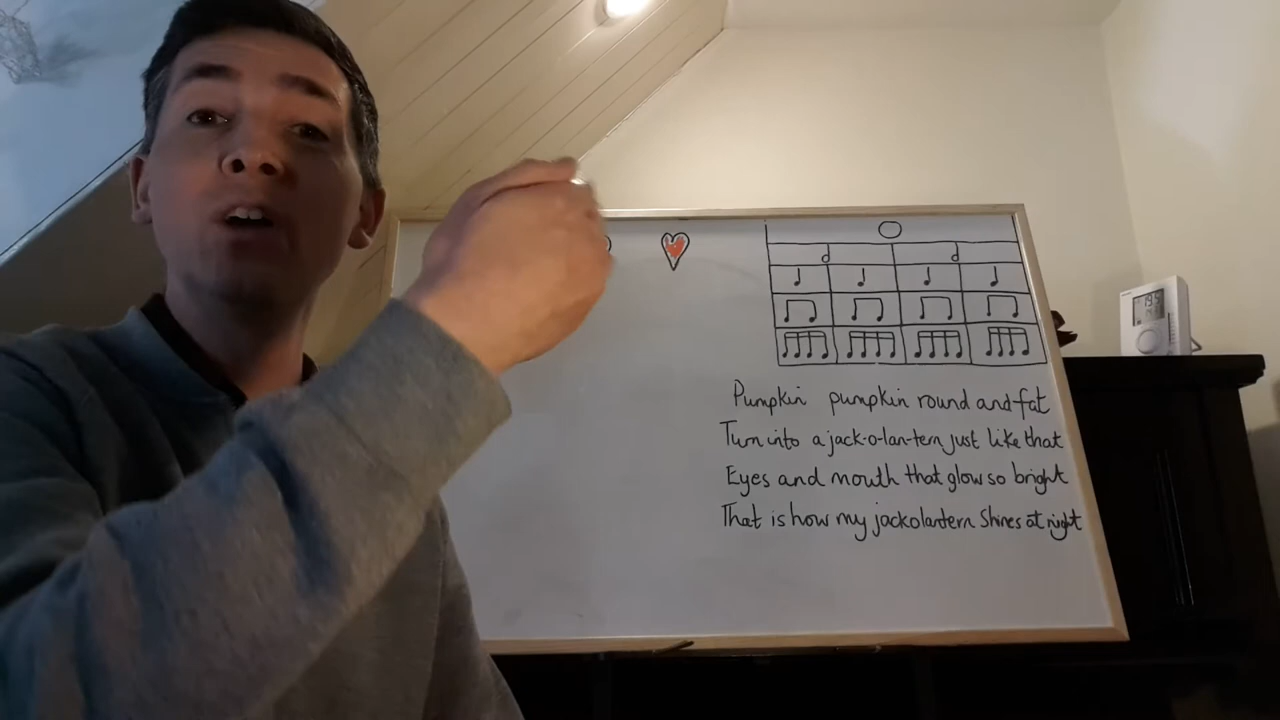 Pumpkin pumpkin round and fat
Turn into a jack-o-lan-tern just like that
Eyes and mouth that glow so bright
That is how my jackolantern Shines at night